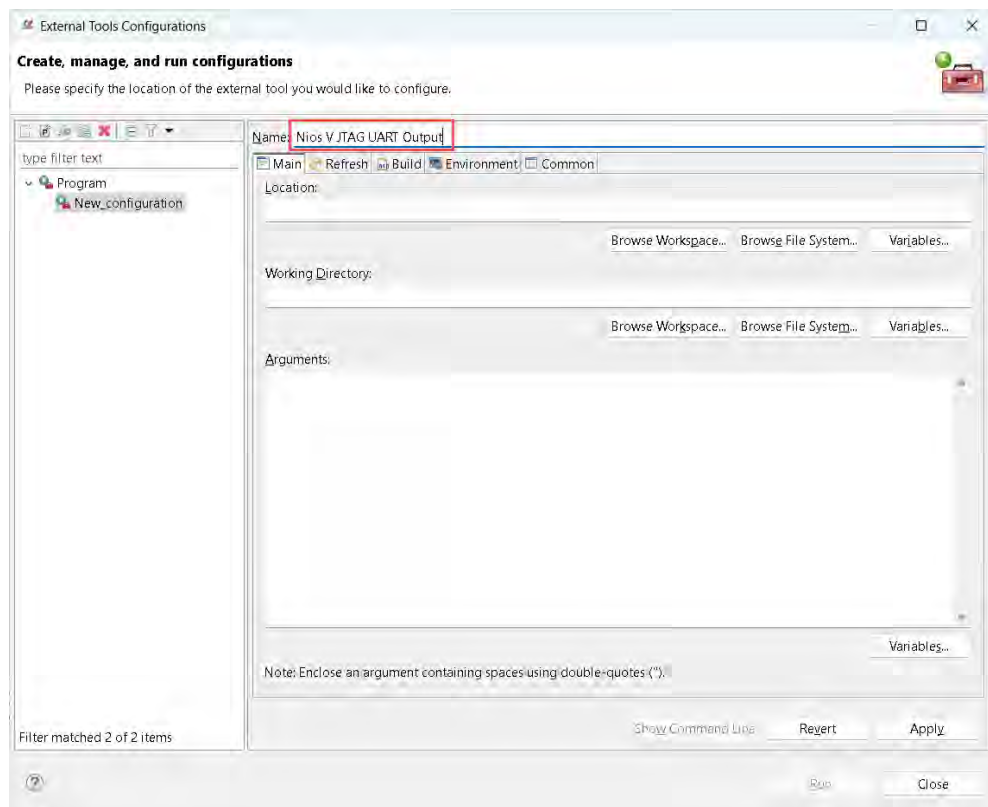 External Tools Configurations
Create, manage, and run configurations
Please specify the location of the external tool you would like to configure.
Name: Nios V JTAG UART Output
type filter text
Main Refresh Build Environment Common
Program
New_configuration
Location:
Browse Workspace... Browse File System... Variables...
Working Directory:
Browse Workspace... Browse File System... Variables...
Arguments:
Variables...
Note: Enclose an argument containing spaces using double-quotes (").
Filter matched 2 of 2 items
Show Command Line Revert Apply
Run Close